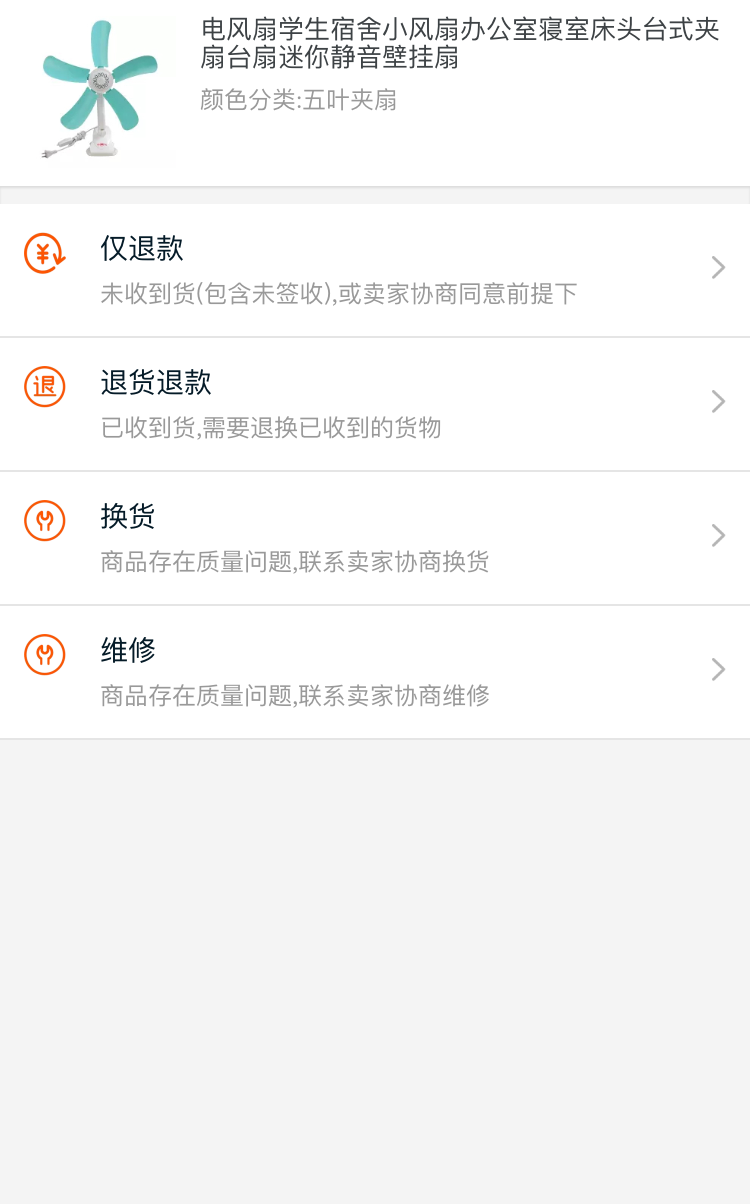 电风扇学生宿舍小风扇办公室寝室床头台式夹
扇台扇迷你静音壁挂扇
颜色分类:五叶夹扇
仅退款
未收到货(包含未签收),或卖家协商同意前提下
退
退货退款
已收到货,需要退换已收到的货物
换货
商品存在质量问题,联系卖家协商换货
维修
商品存在质量问题,联系卖家协商维修